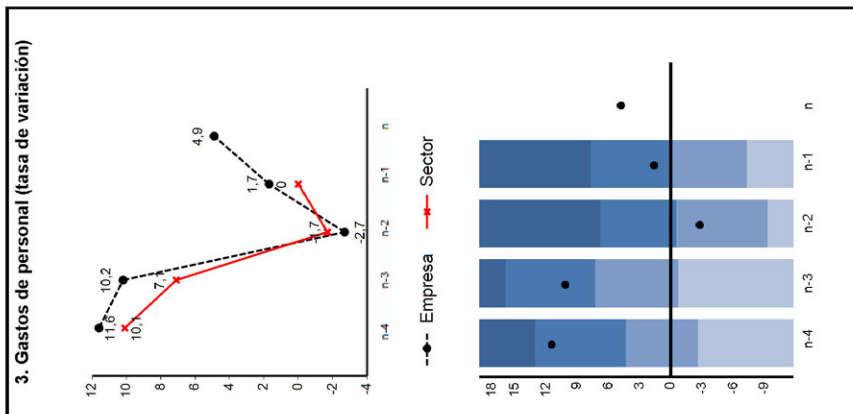 3. Gastos de personal (tasa de variación)
12
10
8
6
4
2
0
-2
-4
11,6
10,1
10,2
7,1
-1,7
-2,7
1,7
0
4,9
n-4
n-3
n-2
n-1
n
Empresa
Sector
18
15
12
9
6
3
0
-3
-6
-9
n-4
n-3
n-2
n-1
n